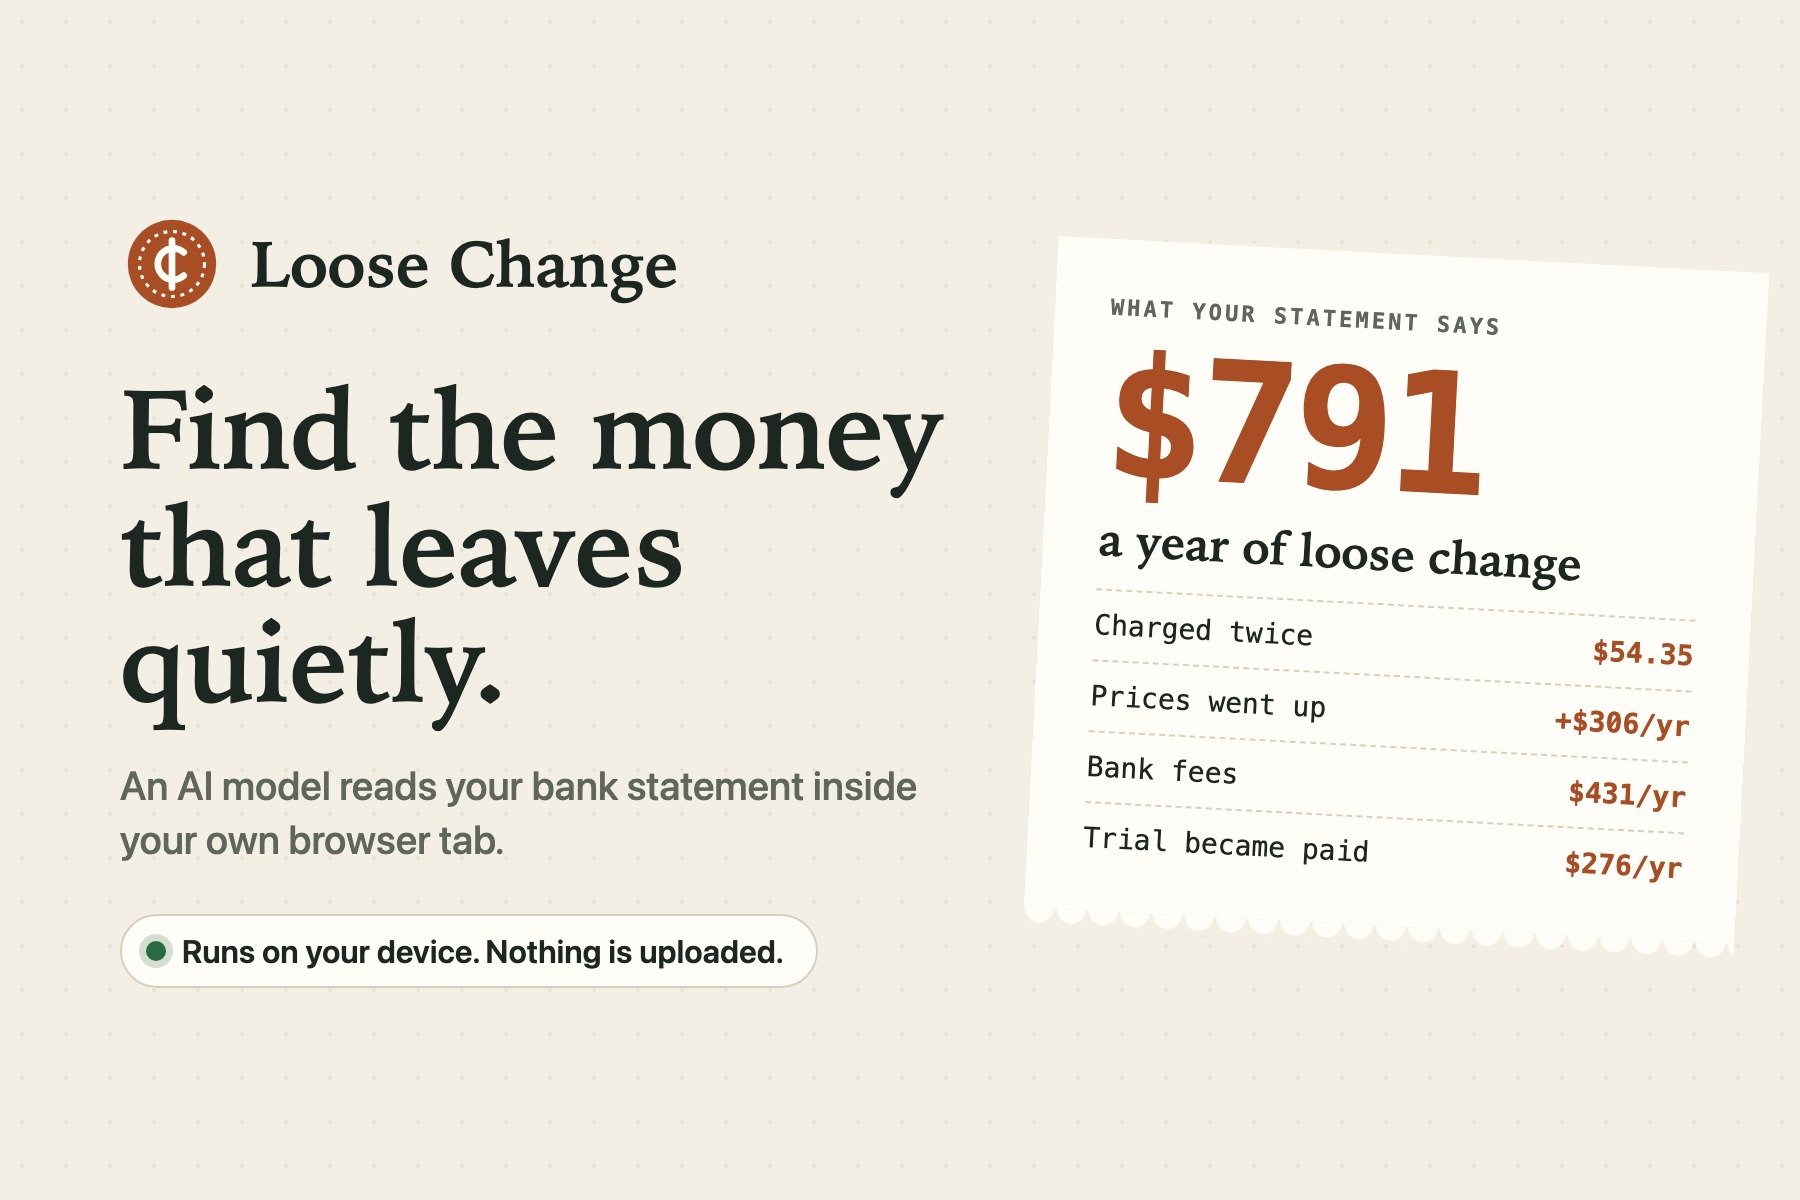 ₵
Loose Change
Find the money
that leaves
quietly.
An AI model reads your bank statement inside
your own browser tab.
Runs on your device. Nothing is uploaded.
WHAT YOUR STATEMENT SAYS
$791
a year of loose change
Charged twice $54.35
Prices went up +$306/yr
Bank fees $431/yr
Trial became paid $276/yr